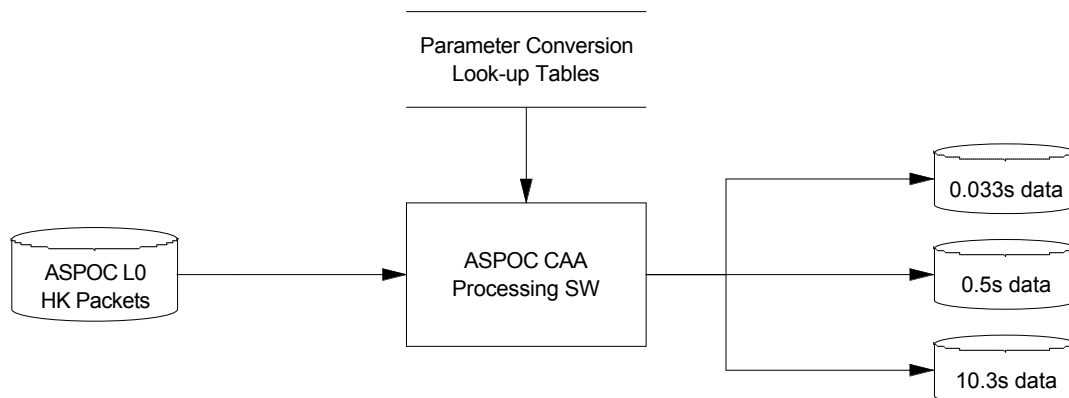 Parameter Conversion
Look-up Tables
ASPOC L0
HK Packets
ASPOC CAA
Processing SW
0.033s data
0.5s data
10.3s data